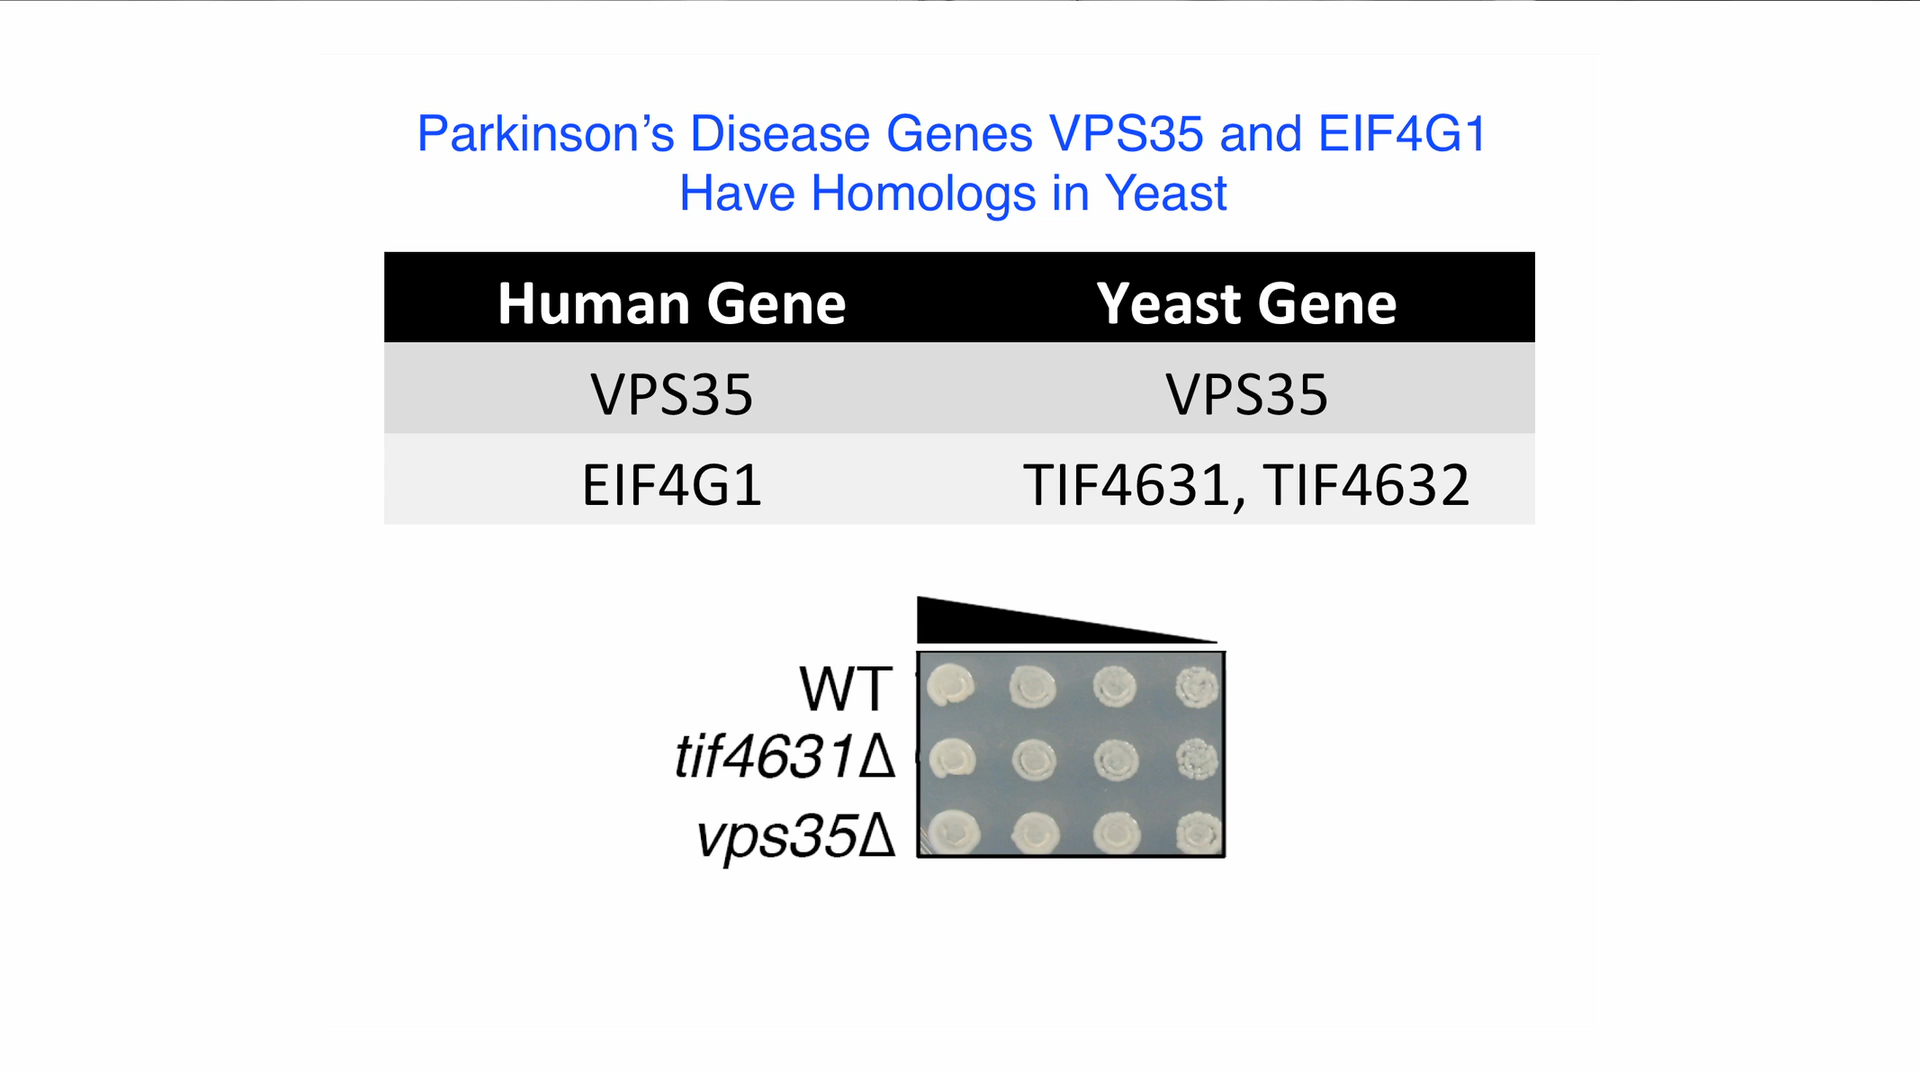 Parkinson’s Disease Genes VPS35 and EIF4G1
Have Homologs in Yeast
Human Gene Yeast Gene
VPS35 VPS35
EIF4G1 TIF4631, TIF4632
WT
tif4631Δ
vps35Δ